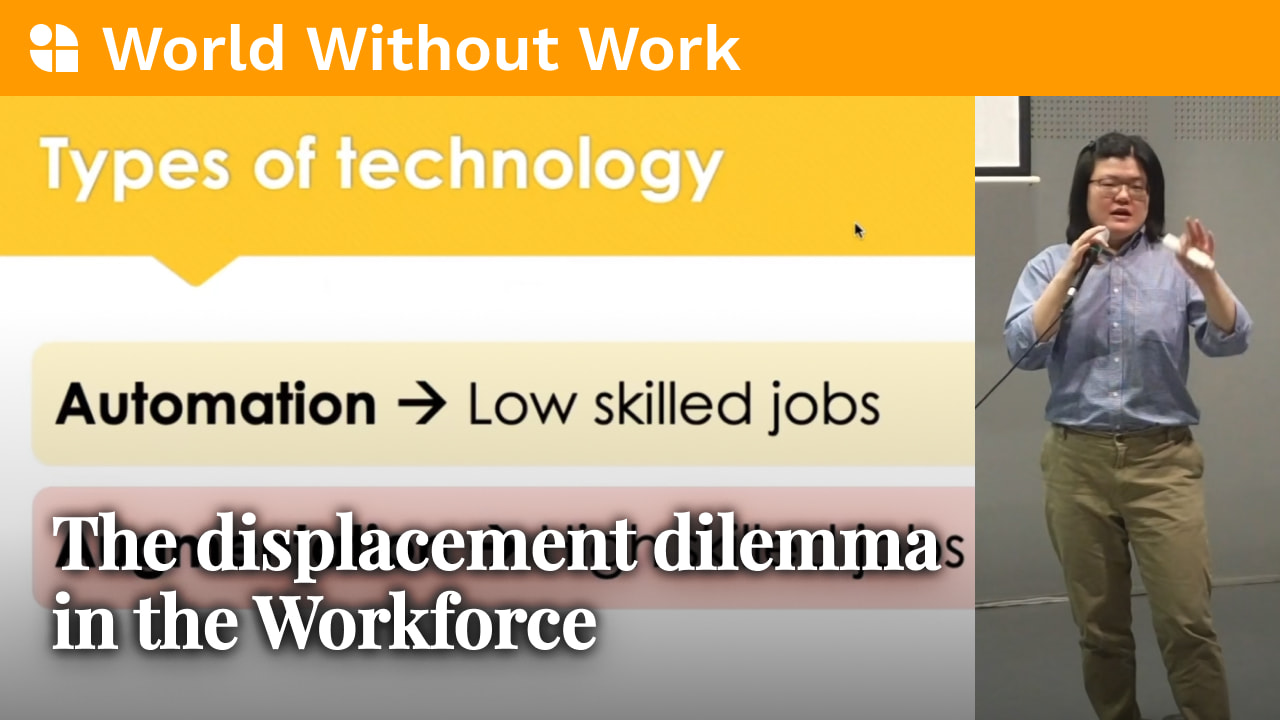 World Without Work
Types of technology
Automation → Low skilled jobs
The displacement dilemma
in the Workforce